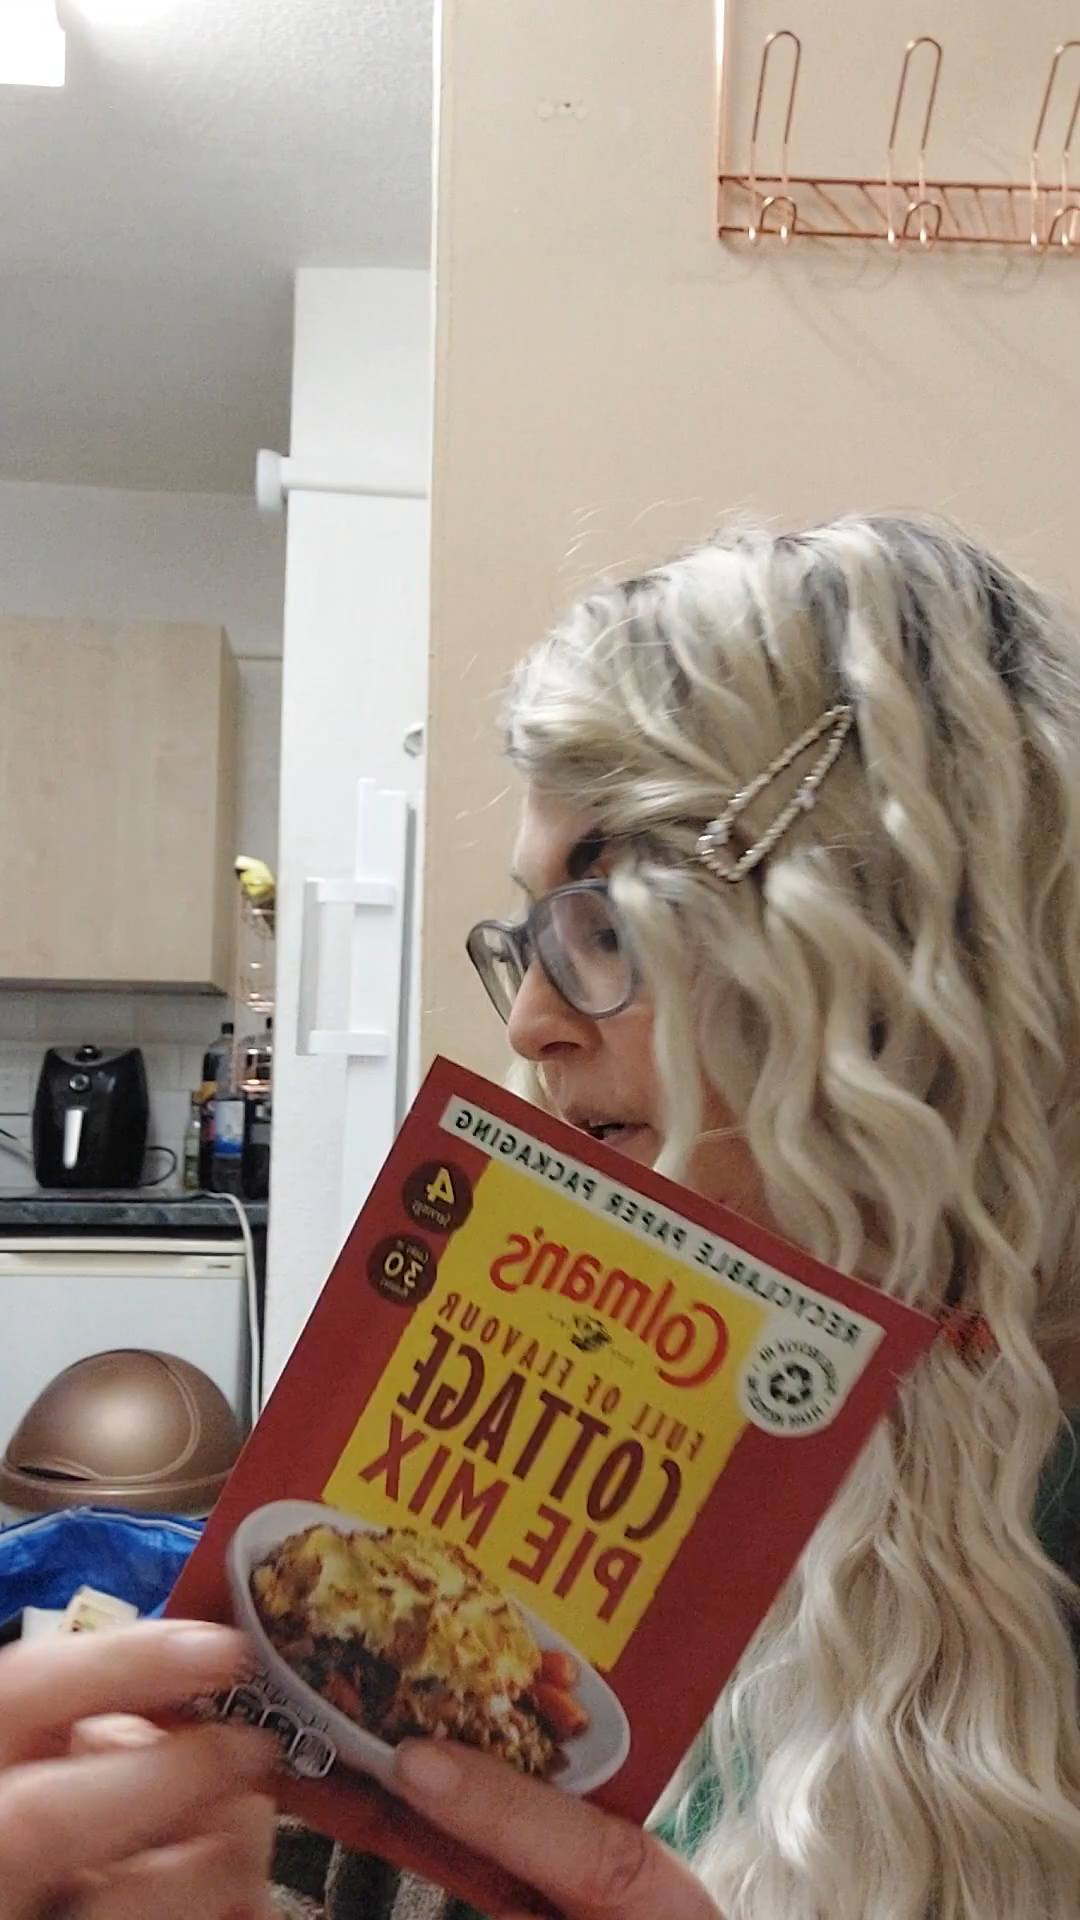 RECYCLABLE PAPER PACKAGING
4
30
Colman's
FULL OF FLAVOUR
COTTAGE
PIE MIX